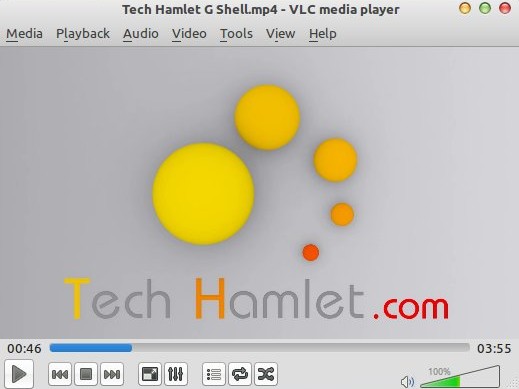 Tech Hamlet G Shell.mp4 - VLC media player
Media Playback Audio Video Tools View Help
Tech Hamlet.com
00:46 03:55
100%